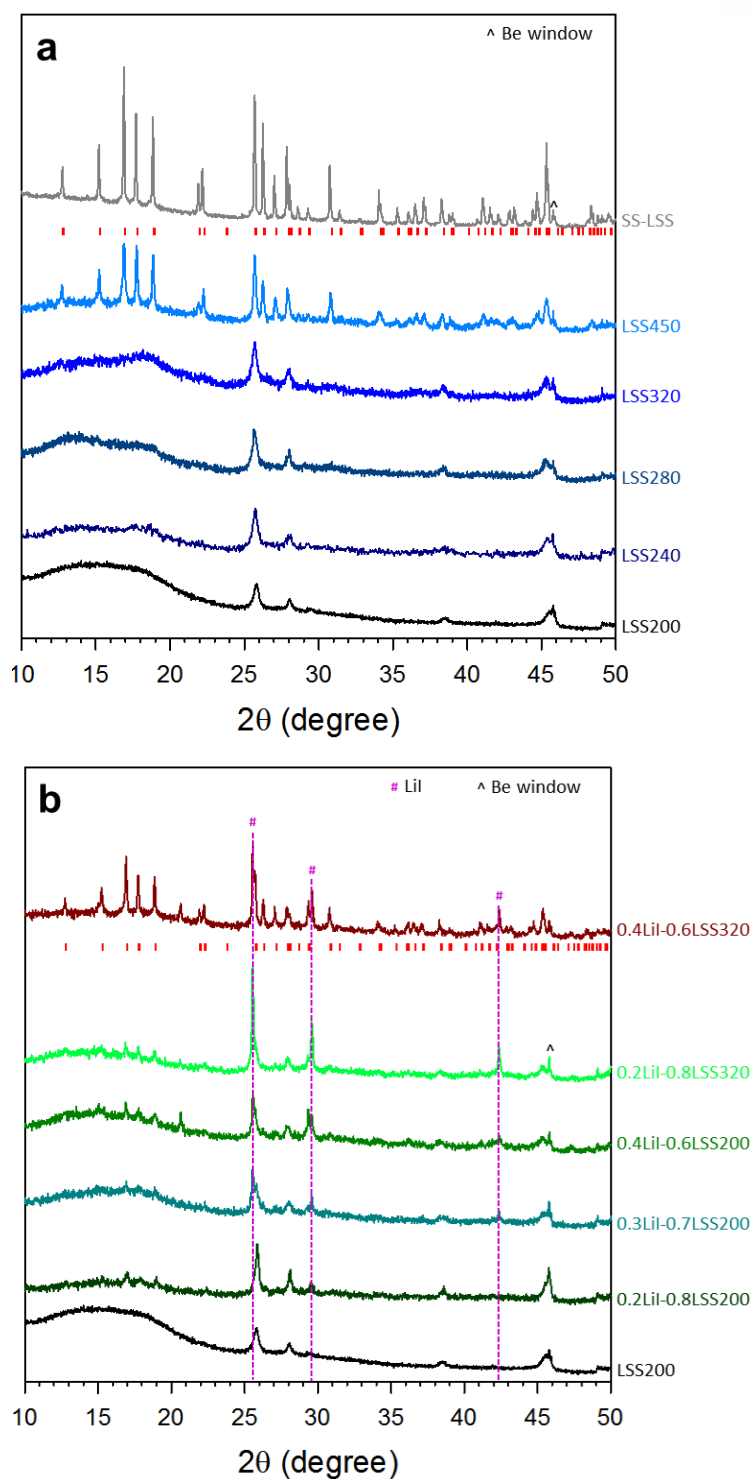 a
^ Be window
SS-LSS
LSS450
LSS320
LSS280
LSS240
LSS200
10 15 20 25 30 35 40 45 50
2θ (degree)
b
# LiI ^ Be window
#
#
#
0.4LiI-0.6LSS320
^
0.2LiI-0.8LSS320
0.4LiI-0.6LSS200
0.3LiI-0.7LSS200
0.2LiI-0.8LSS200
LSS200
10 15 20 25 30 35 40 45 50
2θ (degree)